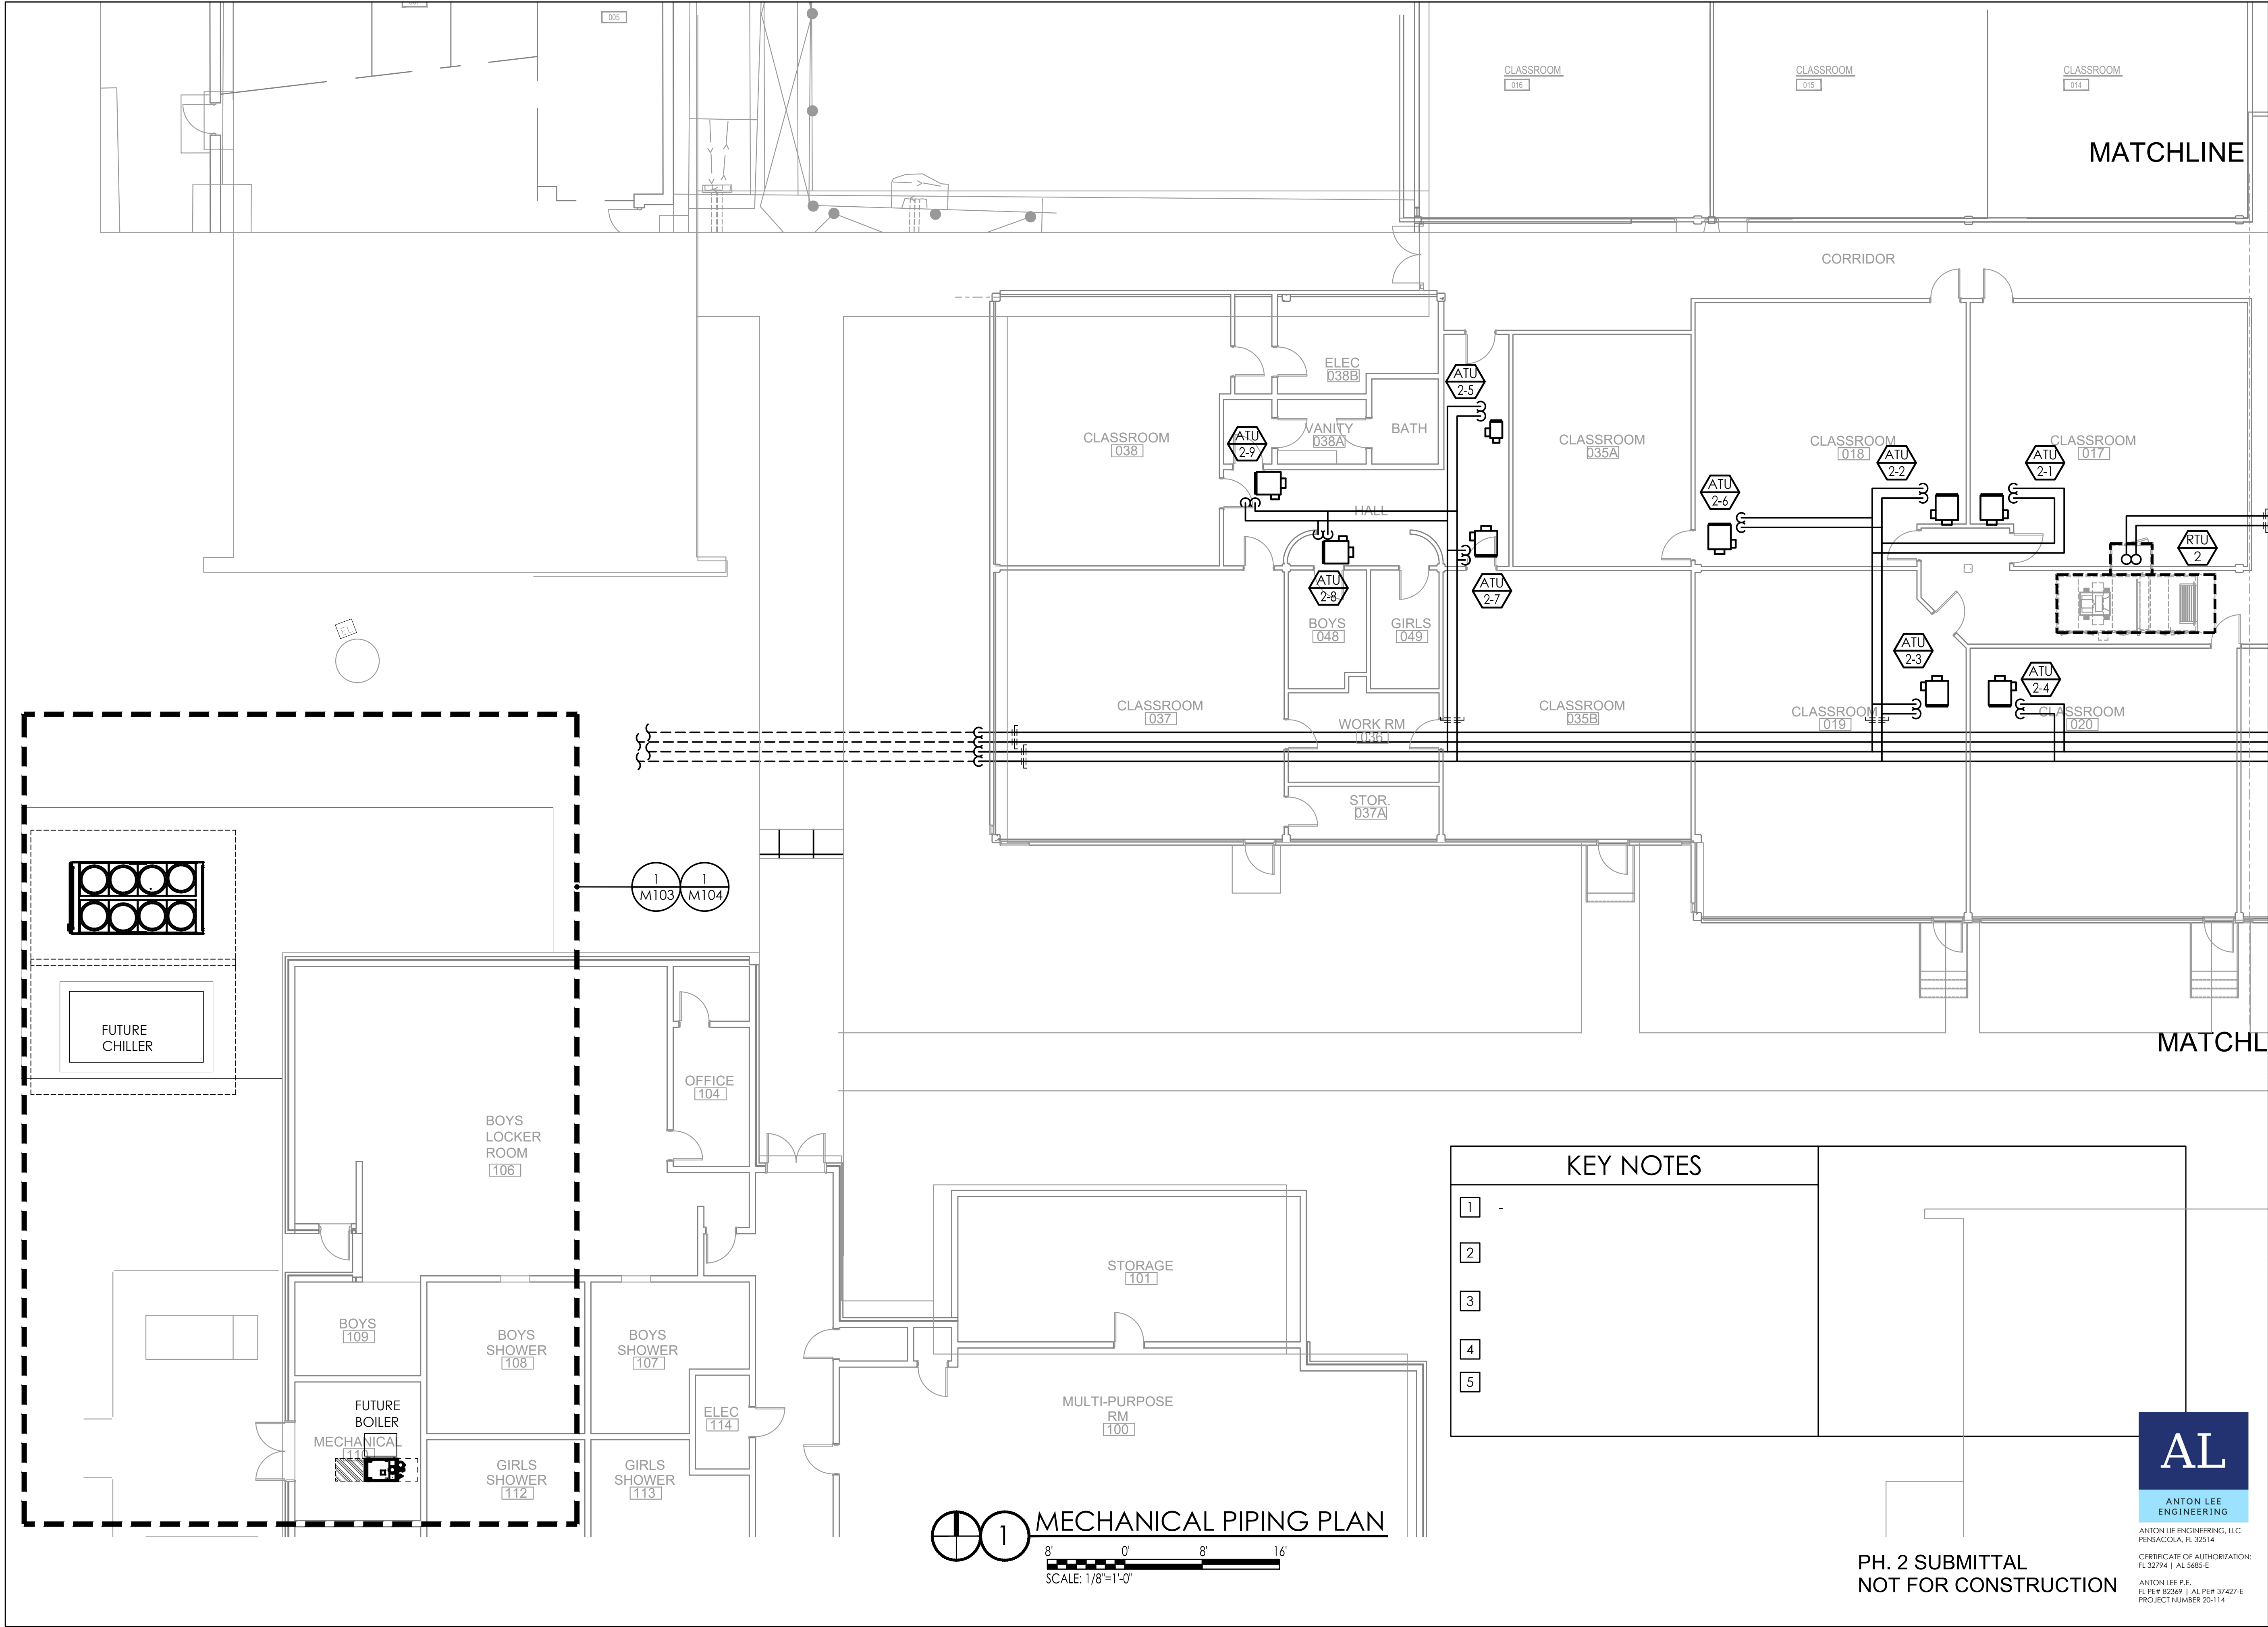 005
CLASSROOM
016
CLASSROOM
015
CLASSROOM
014
MATCHLINE
CORRIDOR
ELEC
038B
ATU
2-5
CLASSROOM
038
ATU
2-9
VANITY
038A
BATH
CLASSROOM
035A
CLASSROOM
018
ATU
2-2
ATU
2-1
CLASSROOM
017
ATU
2-6
HALL
RTU
2
ATU
2-8
ATU
2-7
BOYS
048
GIRLS
049
EL
ATU
2-3
ATU
2-4
CLASSROOM
037
WORK RM
036
CLASSROOM
035B
CLASSROOM
019
CLASSROOM
020
STOR.
037A
1
M103
1
M104
FUTURE
CHILLER
MATCHL
OFFICE
104
BOYS
LOCKER
ROOM
106
KEY NOTES
1 -
2
3
4
5
STORAGE
101
BOYS
109
BOYS
SHOWER
108
BOYS
SHOWER
107
FUTURE
BOILER
MECHANICAL
110
ELEC
114
MULTI-PURPOSE
RM
100
GIRLS
SHOWER
112
GIRLS
SHOWER
113
1 MECHANICAL PIPING PLAN
8' 0' 8' 16'
SCALE: 1/8"=1'-0"
PH. 2 SUBMITTAL
NOT FOR CONSTRUCTION
AL
ANTON LEE
ENGINEERING
ANTON LIE ENGINEERING, LLC
PENSACOLA, FL 32514
CERTIFICATE OF AUTHORIZATION:
FL 32794 | AL 5685-E
ANTON LEE P.E.
FL PE# 82369 | AL PE# 37427-E
PROJECT NUMBER 20-114